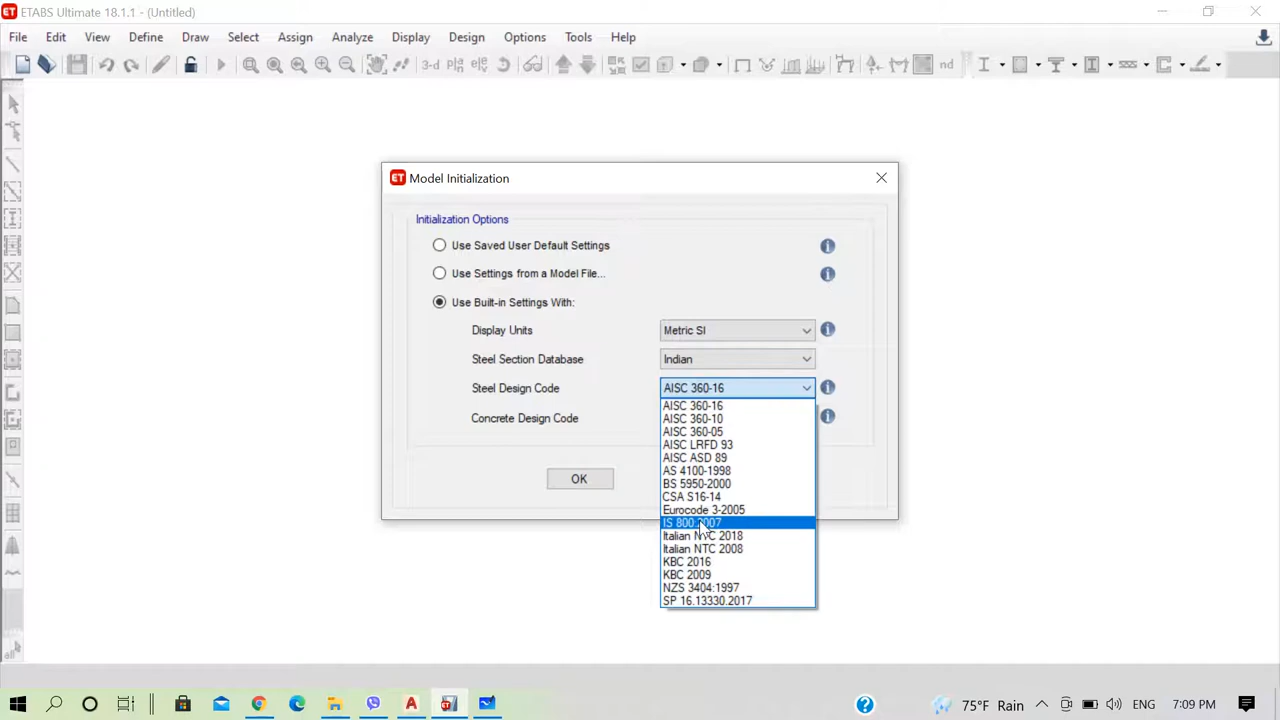 ETABS Ultimate 18.1.1 - (Untitled)
File Edit View Define Draw Select Assign Analyze Display Design Options Tools Help
3-d nd
Model Initialization
Initialization Options
Use Saved User Default Settings
Use Settings from a Model File...
Use Built-in Settings With:
Display Units Metric SI
Steel Section Database Indian
Steel Design Code AISC 360-16
Concrete Design Code
AISC 360-16
AISC 360-10
AISC 360-05
AISC LRFD 93
AISC ASD 89
AS 4100-1998
BS 5950-2000
CSA S16-14
Eurocode 3-2005
IS 800:2007
Italian NTC 2018
Italian NTC 2008
KBC 2016
KBC 2009
NZS 3404:1997
SP 16.13330.2017
OK
75°F Rain ENG 7:09 PM